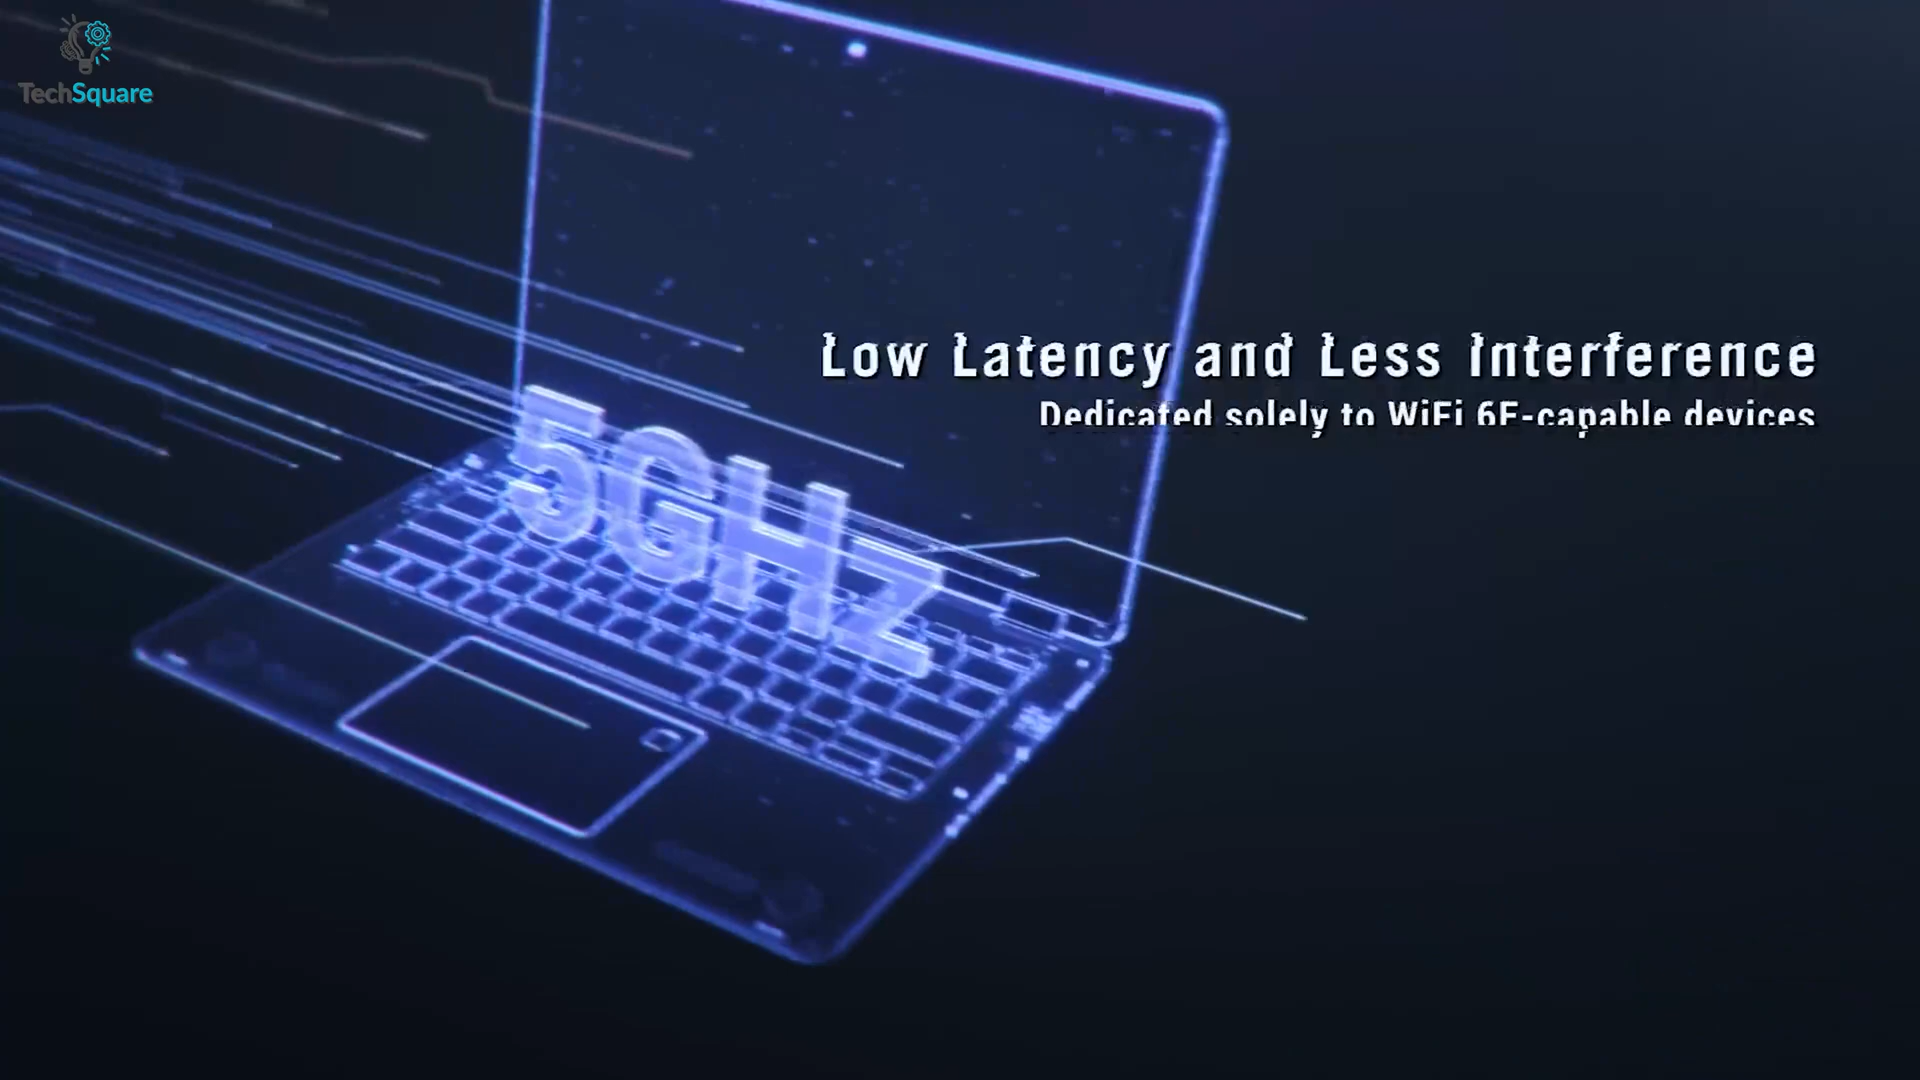 TechSquare
Low Latency and Less Interference
Dedicated solely to WiFi 6E-capable devices
5GHz